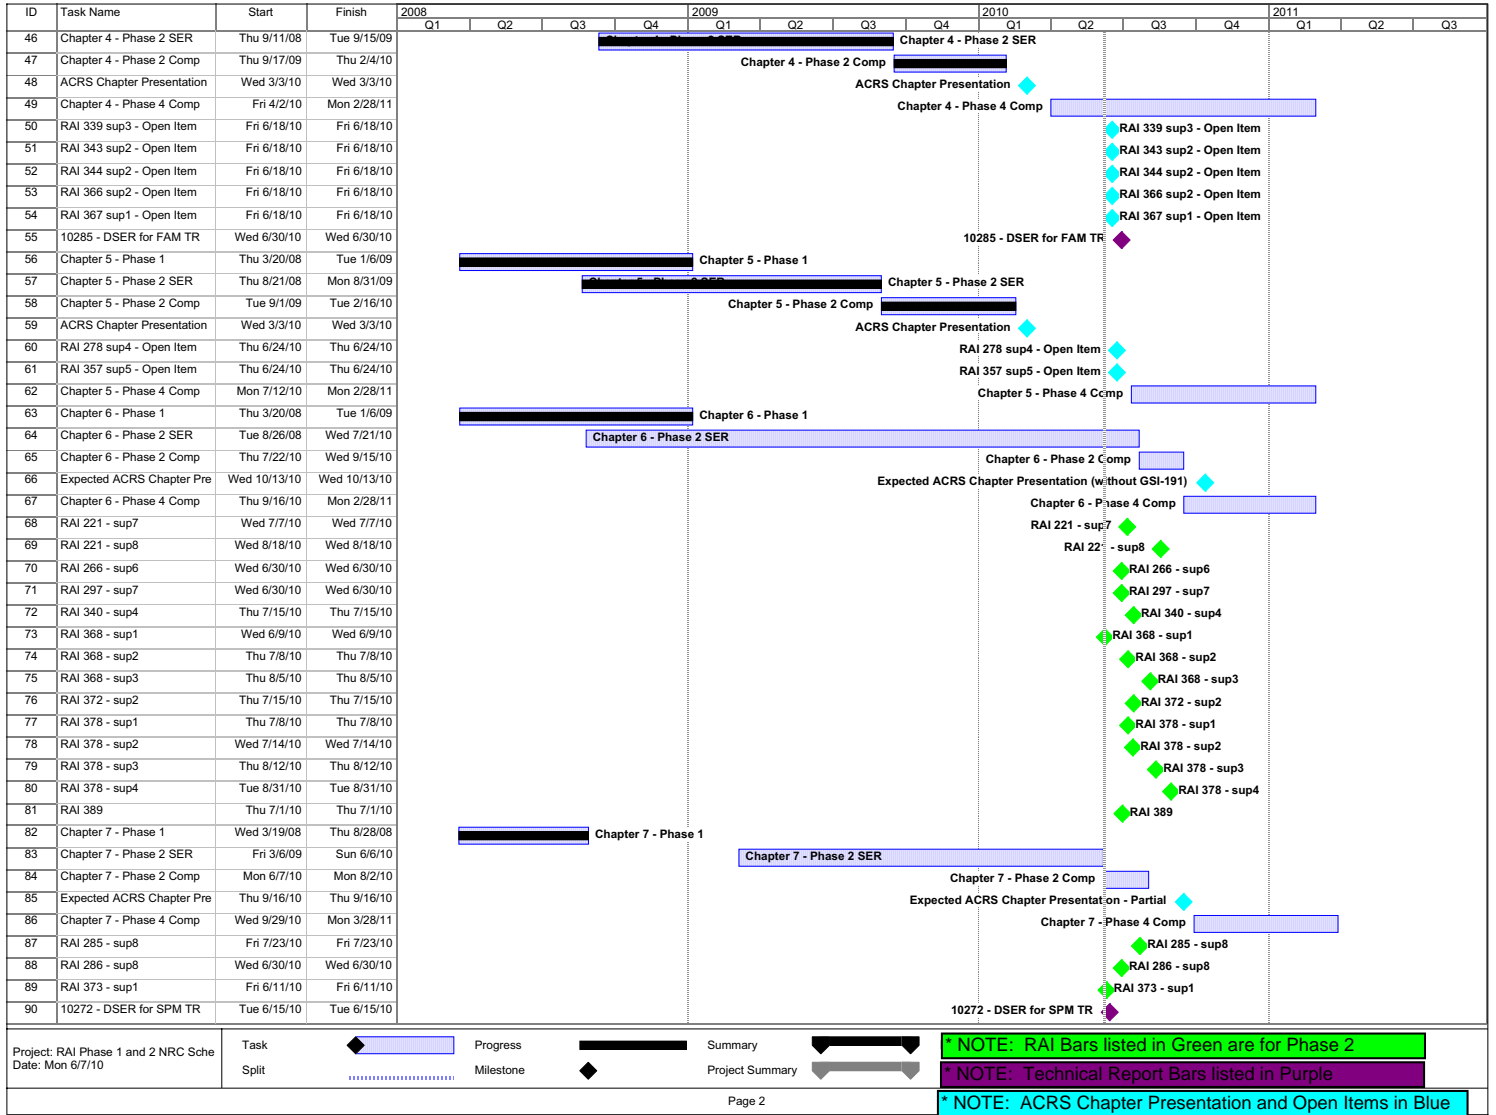 ID Task Name Start Finish 2008 2009 2010 2011
Q1 Q2 Q3 Q4 Q1 Q2 Q3 Q4 Q1 Q2 Q3 Q4 Q1 Q2 Q3
46 Chapter 4 - Phase 2 SER Thu 9/11/08 Tue 9/15/09 Chapter 4 - Phase 2 SER
47 Chapter 4 - Phase 2 Comp Thu 9/17/09 Thu 2/4/10 Chapter 4 - Phase 2 Comp
48 ACRS Chapter Presentation Wed 3/3/10 Wed 3/3/10 ACRS Chapter Presentation
49 Chapter 4 - Phase 4 Comp Fri 4/2/10 Mon 2/28/11 Chapter 4 - Phase 4 Comp
50 RAI 339 sup3 - Open Item Fri 6/18/10 Fri 6/18/10 RAI 339 sup3 - Open Item
51 RAI 343 sup2 - Open Item Fri 6/18/10 Fri 6/18/10 RAI 343 sup2 - Open Item
52 RAI 344 sup2 - Open Item Fri 6/18/10 Fri 6/18/10 RAI 344 sup2 - Open Item
53 RAI 366 sup2 - Open Item Fri 6/18/10 Fri 6/18/10 RAI 366 sup2 - Open Item
54 RAI 367 sup1 - Open Item Fri 6/18/10 Fri 6/18/10 RAI 367 sup1 - Open Item
55 10285 - DSER for FAM TR Wed 6/30/10 Wed 6/30/10 10285 - DSER for FAM TR
56 Chapter 5 - Phase 1 Thu 3/20/08 Tue 1/6/09 Chapter 5 - Phase 1
57 Chapter 5 - Phase 2 SER Thu 8/21/08 Mon 8/31/09 Chapter 5 - Phase 2 SER
58 Chapter 5 - Phase 2 Comp Tue 9/1/09 Tue 2/16/10 Chapter 5 - Phase 2 Comp
59 ACRS Chapter Presentation Wed 3/3/10 Wed 3/3/10 ACRS Chapter Presentation
60 RAI 278 sup4 - Open Item Thu 6/24/10 Thu 6/24/10 RAI 278 sup4 - Open Item
61 RAI 357 sup5 - Open Item Thu 6/24/10 Thu 6/24/10 RAI 357 sup5 - Open Item
62 Chapter 5 - Phase 4 Comp Mon 7/12/10 Mon 2/28/11 Chapter 5 - Phase 4 Comp
63 Chapter 6 - Phase 1 Thu 3/20/08 Tue 1/6/09 Chapter 6 - Phase 1
64 Chapter 6 - Phase 2 SER Tue 8/26/08 Wed 7/21/10 Chapter 6 - Phase 2 SER
65 Chapter 6 - Phase 2 Comp Thu 7/22/10 Wed 9/15/10 Chapter 6 - Phase 2 Comp
66 Expected ACRS Chapter Pre Wed 10/13/10 Wed 10/13/10 Expected ACRS Chapter Presentation (without GSI-191)
67 Chapter 6 - Phase 4 Comp Thu 9/16/10 Mon 2/28/11 Chapter 6 - Phase 4 Comp
68 RAI 221 - sup7 Wed 7/7/10 Wed 7/7/10 RAI 221 - sup7
69 RAI 221 - sup8 Wed 8/18/10 Wed 8/18/10 RAI 221 - sup8
70 RAI 266 - sup6 Wed 6/30/10 Wed 6/30/10 RAI 266 - sup6
71 RAI 297 - sup7 Wed 6/30/10 Wed 6/30/10 RAI 297 - sup7
72 RAI 340 - sup4 Thu 7/15/10 Thu 7/15/10 RAI 340 - sup4
73 RAI 368 - sup1 Wed 6/9/10 Wed 6/9/10 RAI 368 - sup1
74 RAI 368 - sup2 Thu 7/8/10 Thu 7/8/10 RAI 368 - sup2
75 RAI 368 - sup3 Thu 8/5/10 Thu 8/5/10 RAI 368 - sup3
76 RAI 372 - sup2 Thu 7/15/10 Thu 7/15/10 RAI 372 - sup2
77 RAI 378 - sup1 Thu 7/8/10 Thu 7/8/10 RAI 378 - sup1
78 RAI 378 - sup2 Wed 7/14/10 Wed 7/14/10 RAI 378 - sup2
79 RAI 378 - sup3 Thu 8/12/10 Thu 8/12/10 RAI 378 - sup3
80 RAI 378 - sup4 Tue 8/31/10 Tue 8/31/10 RAI 378 - sup4
81 RAI 389 Thu 7/1/10 Thu 7/1/10 RAI 389
82 Chapter 7 - Phase 1 Wed 3/19/08 Thu 8/28/08 Chapter 7 - Phase 1
83 Chapter 7 - Phase 2 SER Fri 3/6/09 Sun 6/6/10 Chapter 7 - Phase 2 SER
84 Chapter 7 - Phase 2 Comp Mon 6/7/10 Mon 8/2/10 Chapter 7 - Phase 2 Comp
85 Expected ACRS Chapter Pre Thu 9/16/10 Thu 9/16/10 Expected ACRS Chapter Presentation - Partial
86 Chapter 7 - Phase 4 Comp Wed 9/29/10 Mon 3/28/11 Chapter 7 - Phase 4 Comp
87 RAI 285 - sup8 Fri 7/23/10 Fri 7/23/10 RAI 285 - sup8
88 RAI 286 - sup8 Wed 6/30/10 Wed 6/30/10 RAI 286 - sup8
89 RAI 373 - sup1 Fri 6/11/10 Fri 6/11/10 RAI 373 - sup1
90 10272 - DSER for SPM TR Tue 6/15/10 Tue 6/15/10 10272 - DSER for SPM TR
Project: RAI Phase 1 and 2 NRC Sche
Date: Mon 6/7/10
Task Progress Summary
Split Milestone Project Summary
* NOTE: RAI Bars listed in Green are for Phase 2
* NOTE: Technical Report Bars listed in Purple
* NOTE: ACRS Chapter Presentation and Open Items in Blue
Page 2